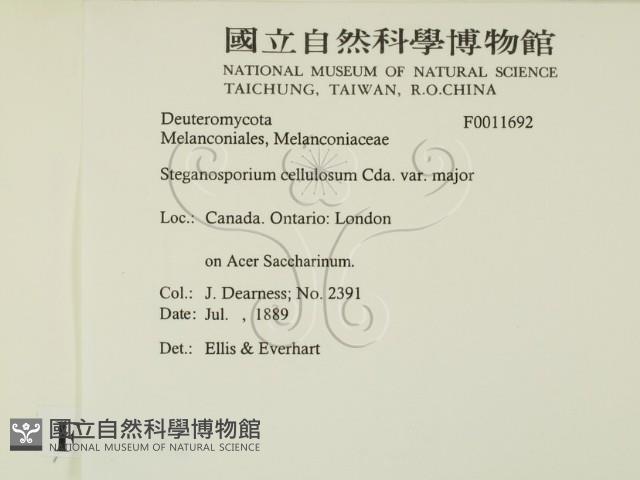 國立自然科學博物館
NATIONAL MUSEUM OF NATURAL SCIENCE
TAICHUNG, TAIWAN, R.O.CHINA
Deuteromycota F0011692
Melanconiales, Melanconiaceae
Steganosporium cellulosum Cda. var. major
Loc.: Canada. Ontario: London
on Acer Saccharinum.
Col.: J. Dearness; No. 2391
Date: Jul. , 1889
Det.: Ellis & Everhart
F
國立自然科學博物館
NATIONAL MUSEUM OF NATURAL SCIENCE